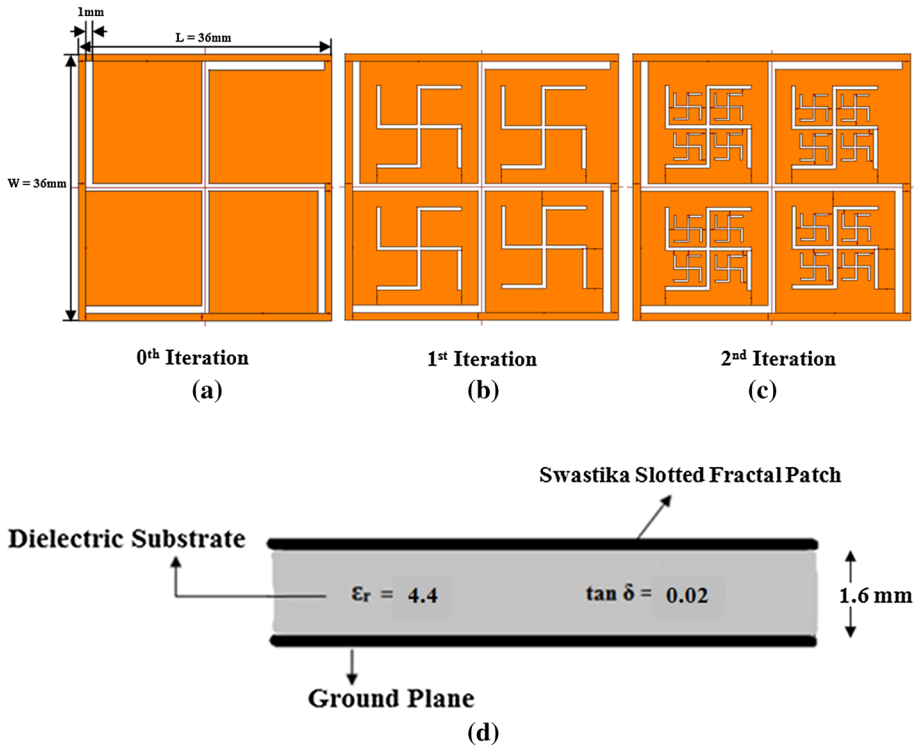 1mm
L = 36mm
W = 36mm
0th Iteration
1st Iteration
2nd Iteration
(a)
(b)
(c)
Swastika Slotted Fractal Patch
Dielectric Substrate
εr = 4.4
tan δ = 0.02
1.6 mm
Ground Plane
(d)